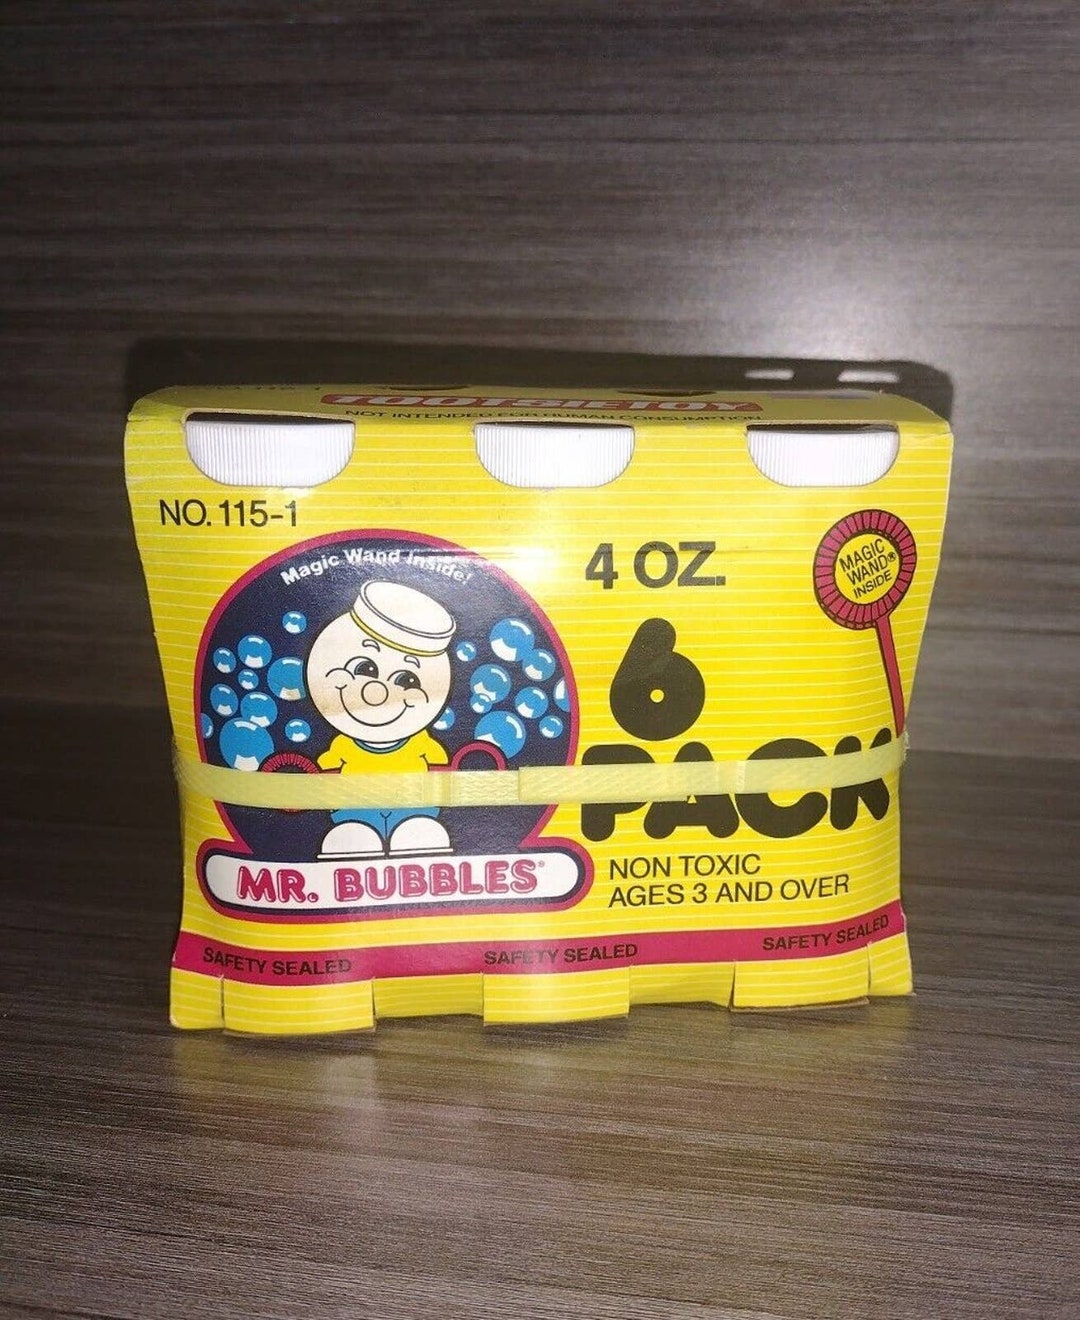 TOOTSIETOY
NOT INTENDED FOR HUMAN CONSUMPTION
NO. 115-1
Magic Wand Inside!
4 OZ.
MAGIC
WAND®
INSIDE
6
PACK
MR. BUBBLES
NON TOXIC
AGES 3 AND OVER
SAFETY SEALED
SAFETY SEALED
SAFETY SEALED